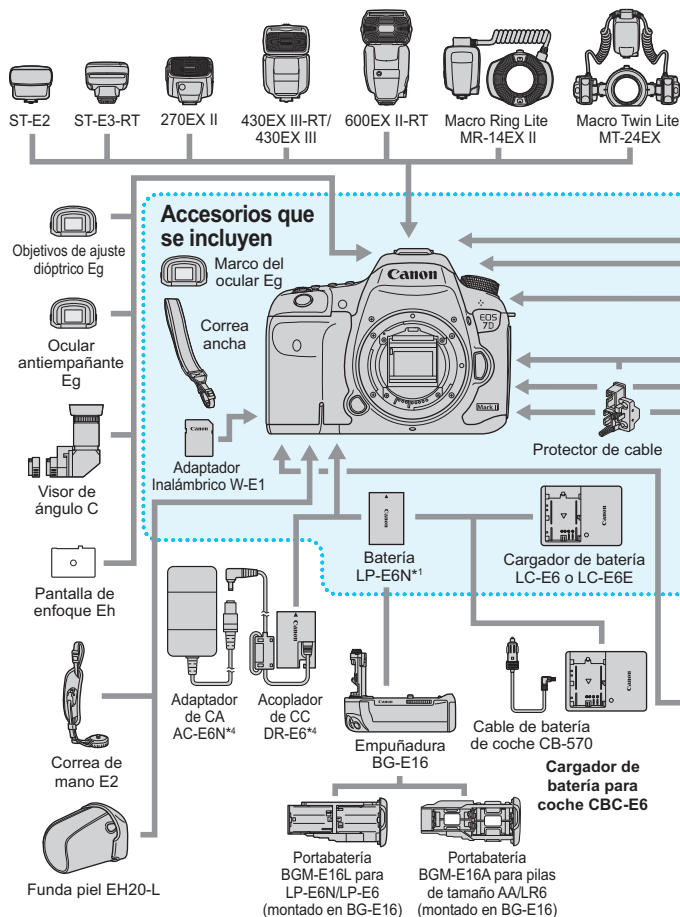 ST-E2
ST-E3-RT
270EX II
430EX III-RT/
430EX III
600EX II-RT
Macro Ring Lite
MR-14EX II
Macro Twin Lite
MT-24EX
Accesorios que
se incluyen
Objetivos de ajuste
dióptrico Eg
Marco del
ocular Eg
Canon
EOS
7D
Mark II
Correa
ancha
Ocular
antiempañante
Eg
Canon
Adaptador
Inalámbrico W-E1
Protector de cable
Visor de
ángulo C
Canon
Batería
LP-E6N*1
Canon
Cargador de batería
LC-E6 o LC-E6E
Pantalla de
enfoque Eh
Canon
Adaptador
de CA
AC-E6N*4
Acoplador
de CC
DR-E6*4
Canon
Empuñadura
BG-E16
Canon
Cable de batería
de coche CB-570
Cargador de
batería para
coche CBC-E6
Correa de
mano E2
Funda piel EH20-L
Portabatería
BGM-E16L para
LP-E6N/LP-E6
(montado en BG-E16)
Portabatería
BGM-E16A para pilas
de tamaño AA/LR6
(montado en BG-E16)